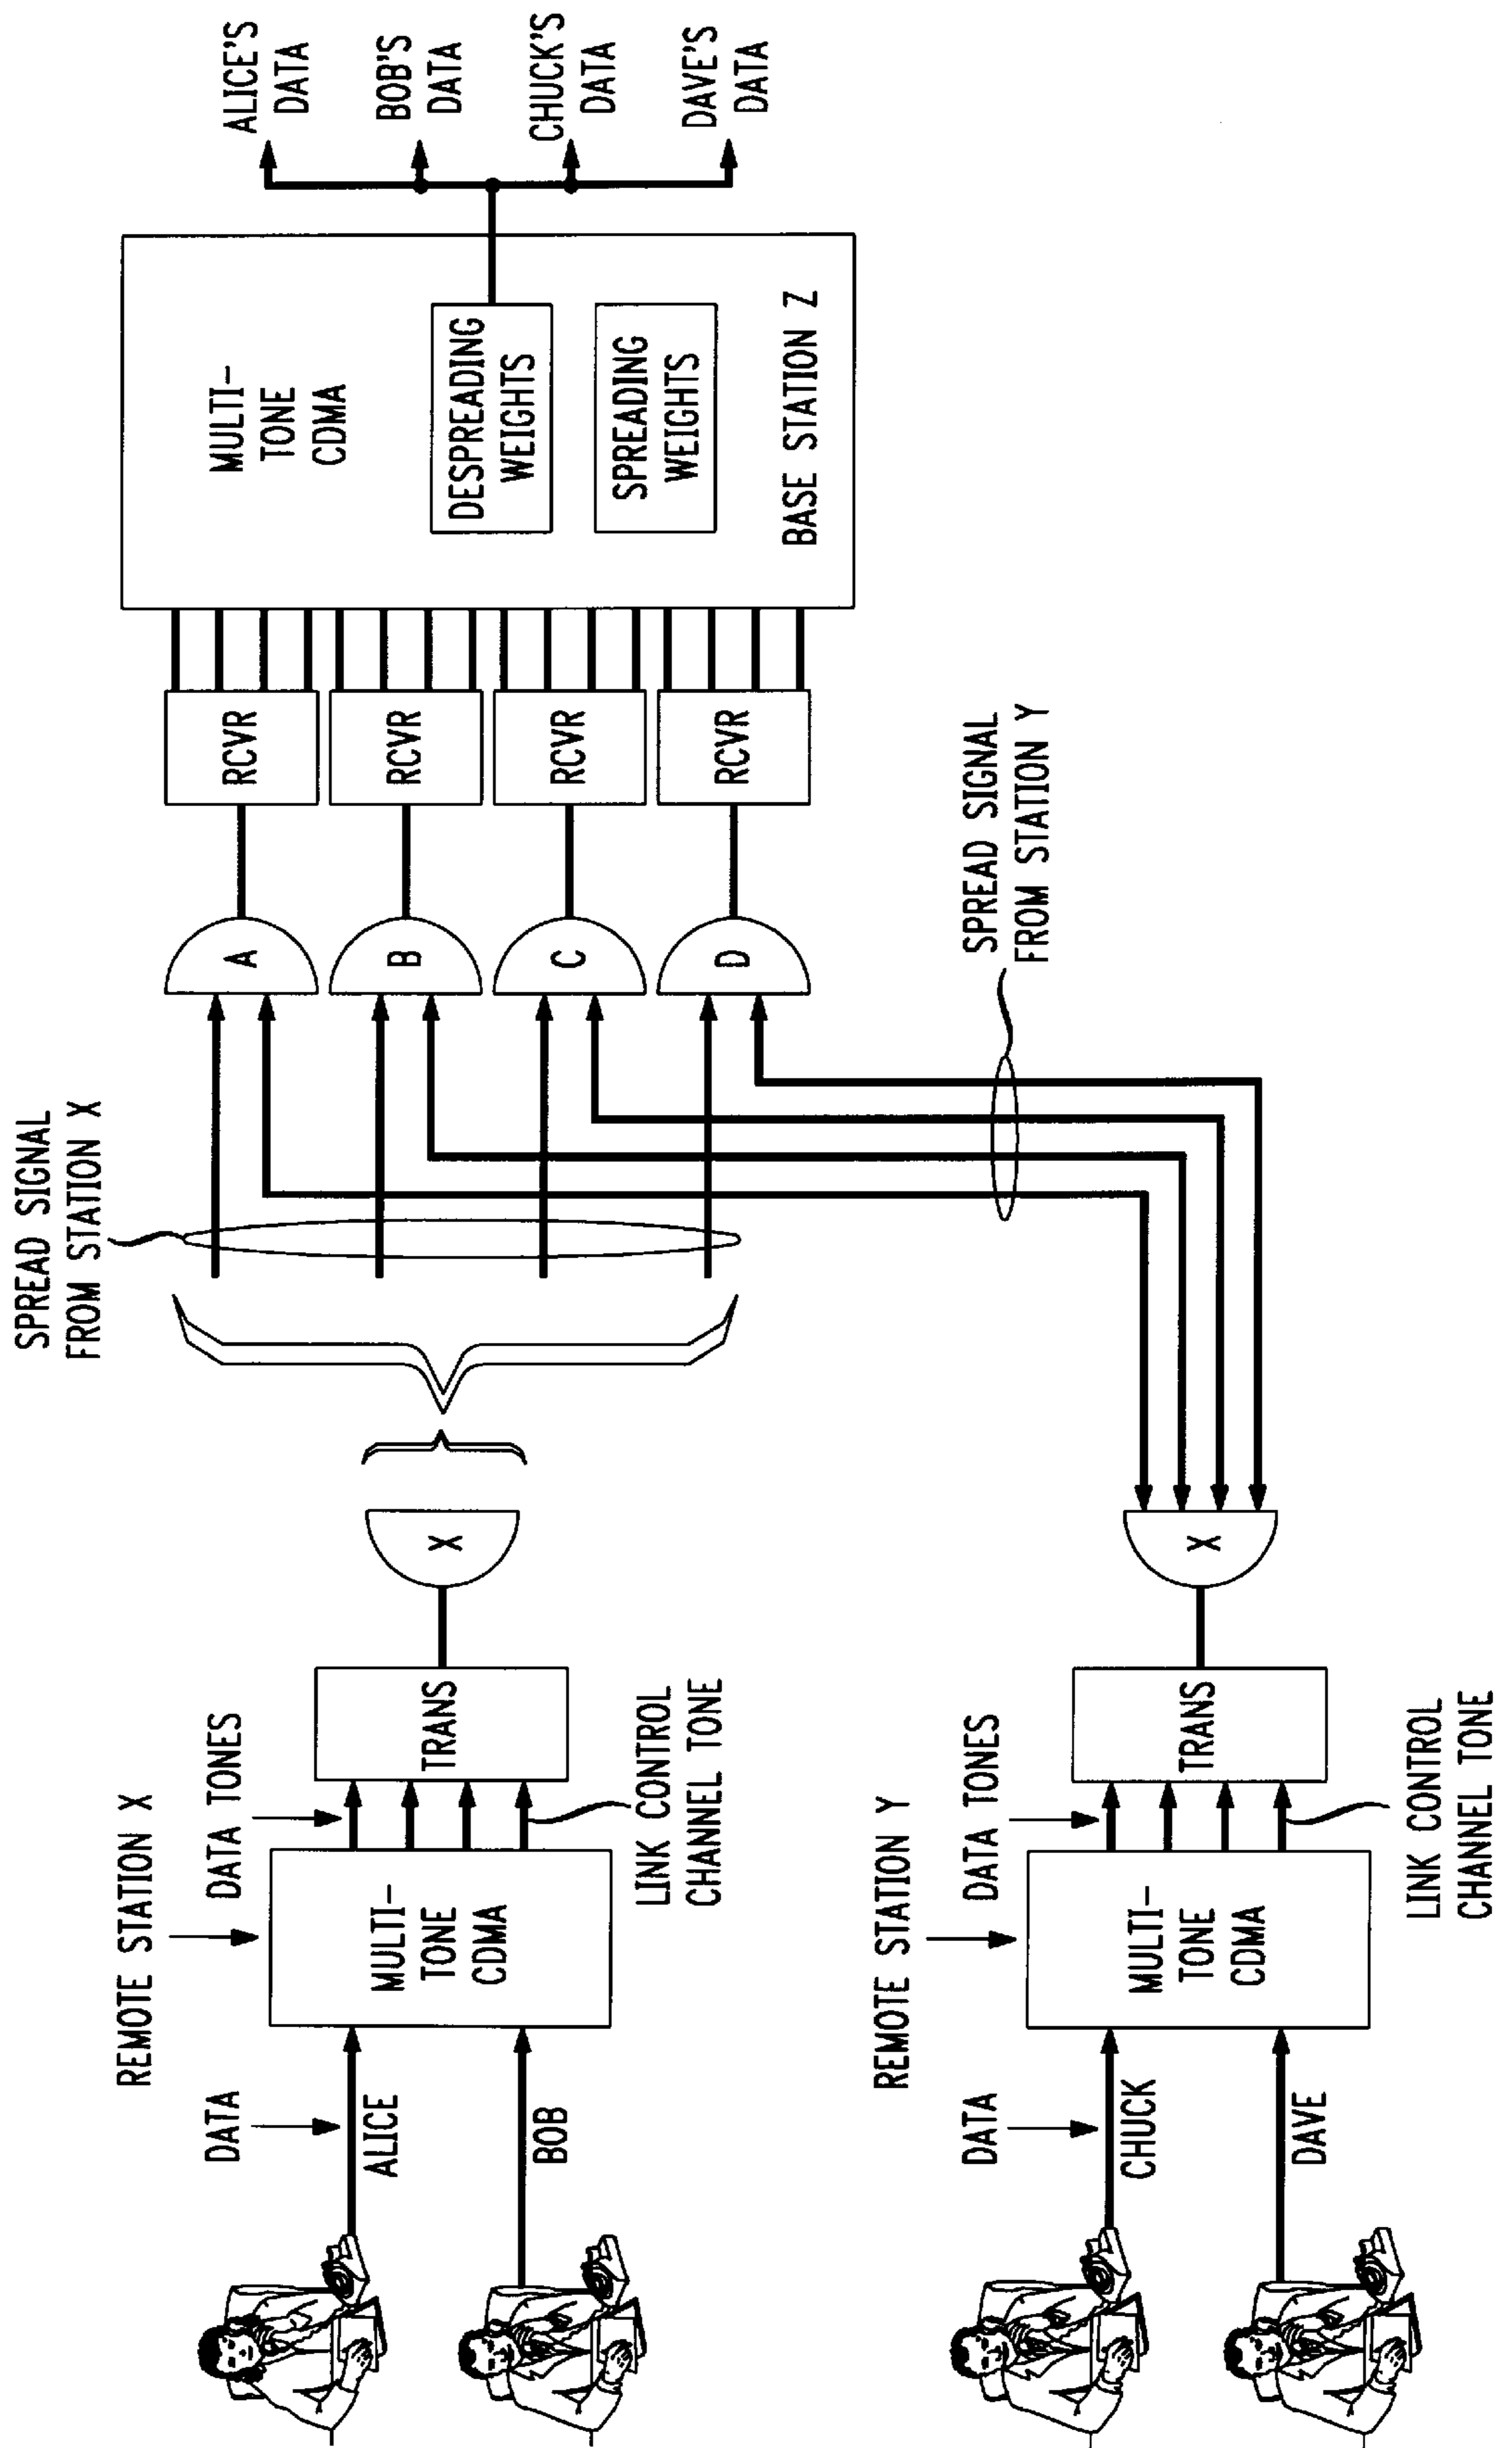 REMOTE STATION X
DATA
ALICE
BOB
MULTI-
TONE
CDMA
DATA TONES
TRANS
LINK CONTROL
CHANNEL TONE
X
SPREAD SIGNAL
FROM STATION X
REMOTE STATION Y
DATA
CHUCK
DAVE
MULTI-
TONE
CDMA
DATA TONES
TRANS
LINK CONTROL
CHANNEL TONE
X
SPREAD SIGNAL
FROM STATION Y
A
B
C
D
RCVR
RCVR
RCVR
RCVR
MULTI-
TONE
CDMA
DESPREADING
WEIGHTS
SPREADING
WEIGHTS
BASE STATION Z
ALICE'S
DATA
BOB'S
DATA
CHUCK'S
DATA
DAVE'S
DATA